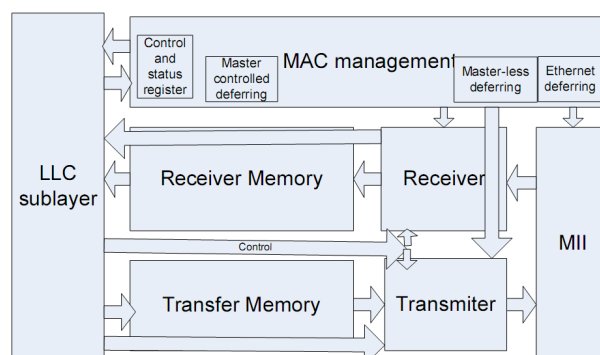 Control
and
status
register
Master
controlled
deferring
MAC management
Master-less
deferring
Ethernet
deferring
LLC
sublayer
Receiver Memory
Receiver
MII
Control
Transfer Memory
Transmiter